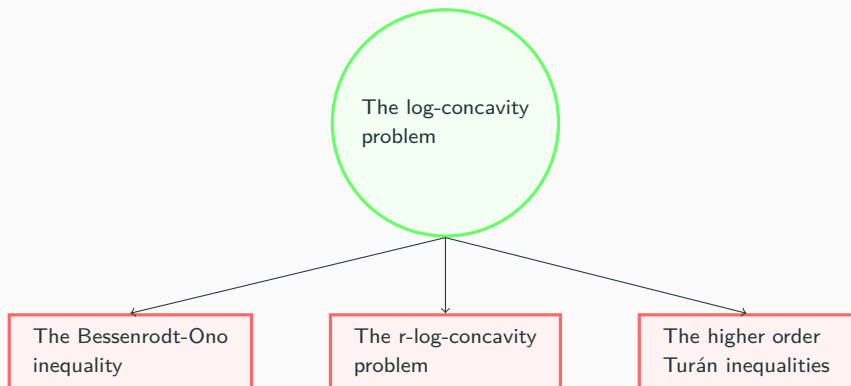 The log-concavity
problem
The Bessenrodt-Ono
inequality
The r-log-concavity
problem
The higher order
Turán inequalities